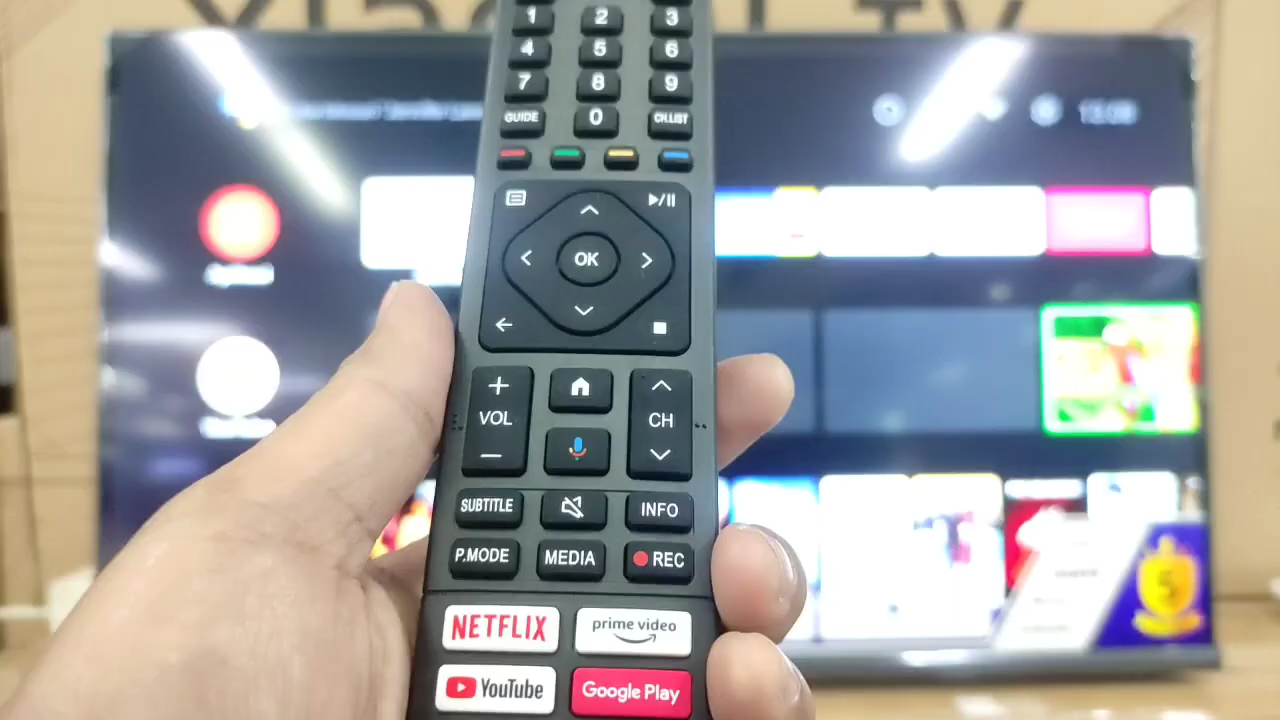 1 2 3
4 5 6
7 8 9
GUIDE 0 CH.LIST
OK
VOL CH
SUBTITLE INFO
P.MODE MEDIA REC
NETFLIX prime video
YouTube Google Play